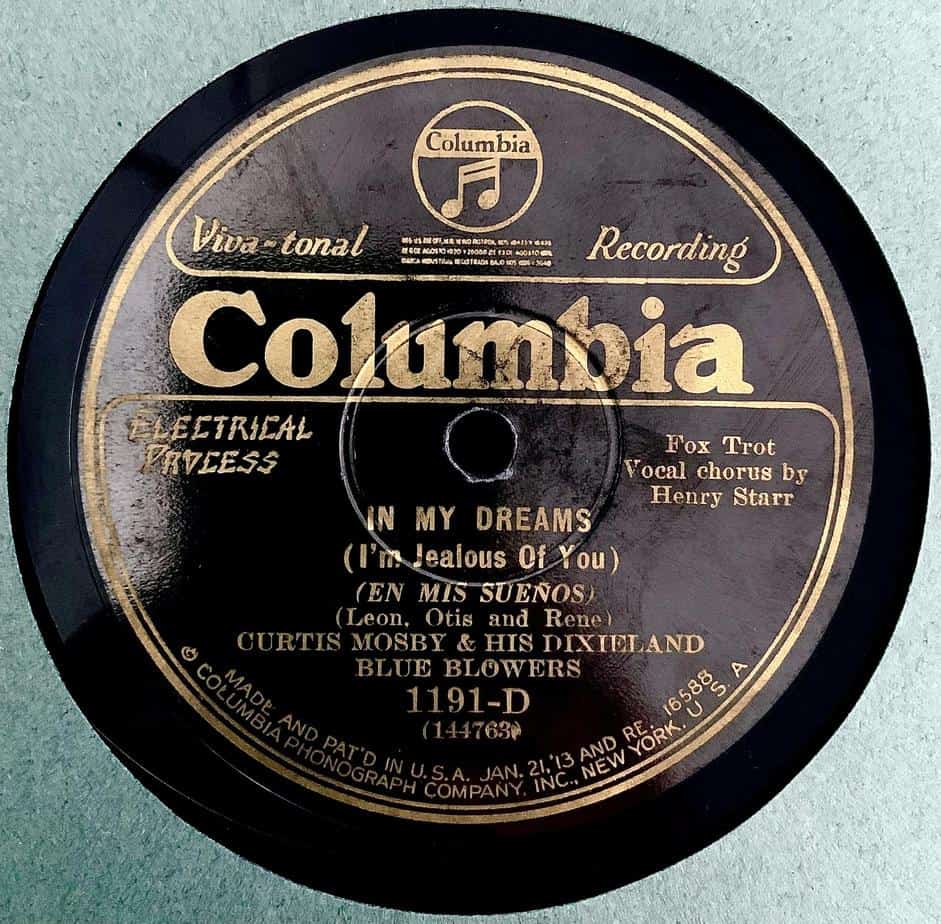 Columbia
Viva-tonal
Recording
Columbia
ELECTRICAL
PROCESS
Fox Trot
Vocal chorus by
Henry Starr
IN MY DREAMS
(I'm Jealous Of You)
(EN MIS SUEÑOS)
(Leon, Otis and Rene)
CURTIS MOSBY & HIS DIXIELAND
BLUE BLOWERS
1191-D
(144763)
MADE AND PAT'D IN U.S.A. JAN. 21,'13 AND RE. 16588
COLUMBIA PHONOGRAPH COMPANY, INC., NEW YORK, U. S. A